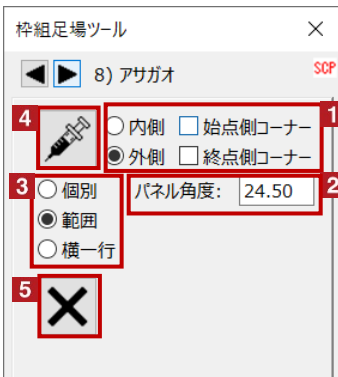 枠組足場ツール
8) アサガオ
SCP
4
1
内側 始点側コーナー
外側 終点側コーナー
3
2
個別 パネル角度: 24.50
範囲
横一行
5